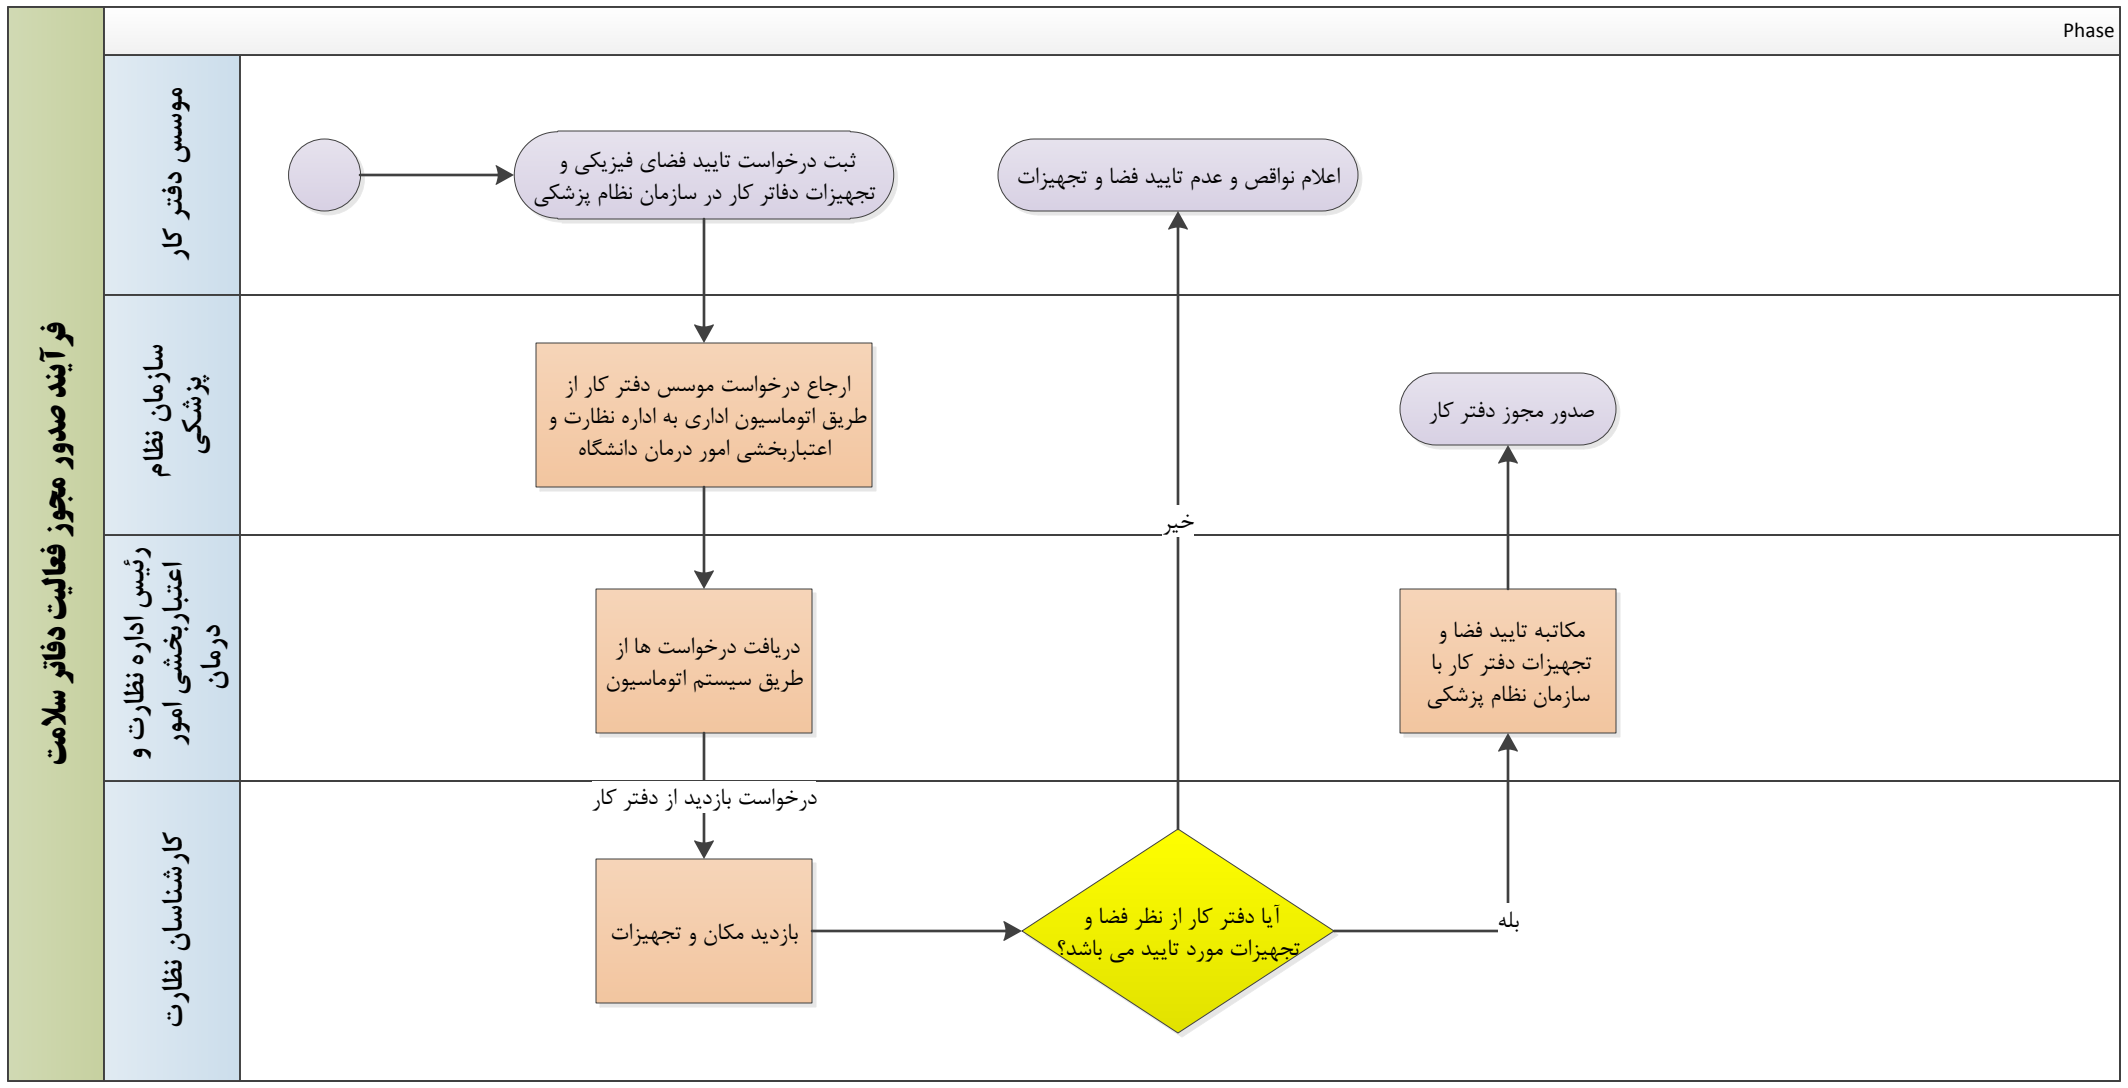 Phase
فرآیند صدور مجوز فعالیت دفاتر سلامت
موسس دفتر کار
ثبت درخواست تایید فضای فیزیکی و
تجهیزات دفاتر کار در سازمان نظام پزشکی
اعلام نواقص و عدم تایید فضا و تجهیزات
سازمان نظام
پزشکی
ارجاع درخواست موسس دفتر کار از
طریق اتوماسیون اداری به اداره نظارت و
اعتباربخشی امور درمان دانشگاه
صدور مجوز دفتر کار
خیر
رئیس اداره نظارت و
اعتباربخشی امور
درمان
دریافت درخواست ها از
طریق سیستم اتوماسیون
مکاتبه تایید فضا و
تجهیزات دفتر کار با
سازمان نظام پزشکی
درخواست بازدید از دفتر کار
کارشناسان نظارت
بازدید مکان و تجهیزات
آیا دفتر کار از نظر فضا و
تجهیزات مورد تایید می باشد؟
بله